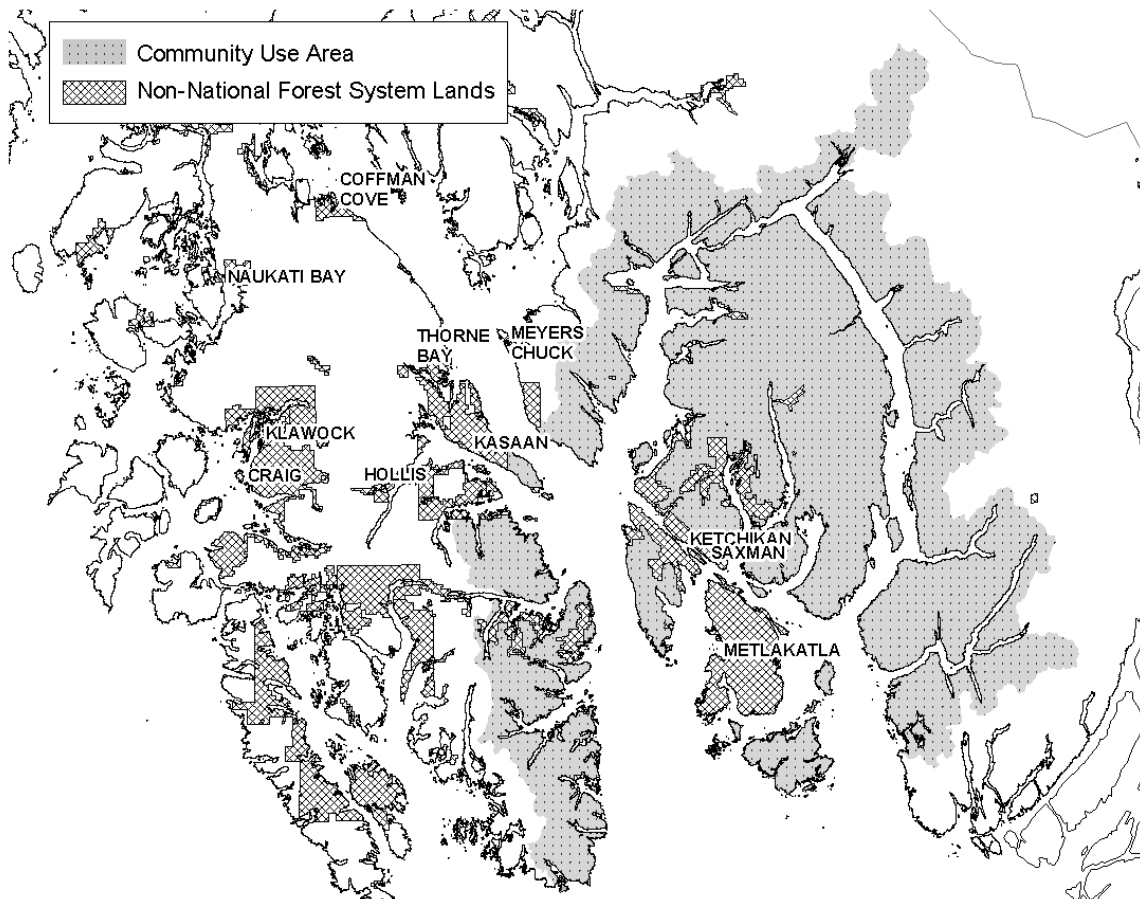 Community Use Area
Non-National Forest System Lands
COFFMAN
COVE
NAUKATI BAY
THORNE
BAY
MEYERS
CHUCK
KLAWOCK
KASAAN
CRAIG
HOLLIS
KETCHIKAN
SAXMAN
METLAKATLA